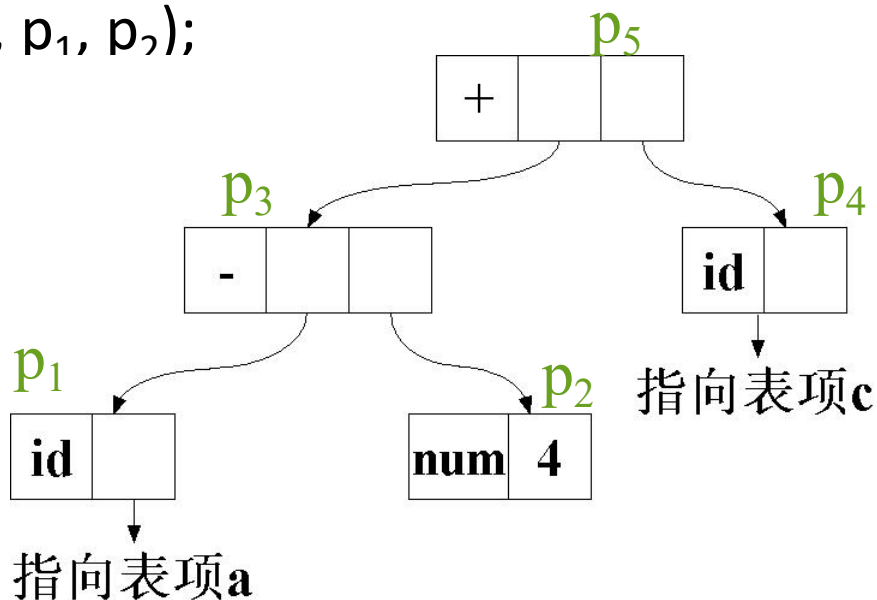 , p₁, p₂);
p₅
+
p₃
p₄
-
id
p₁
p₂
指向表项c
id
num 4
指向表项a